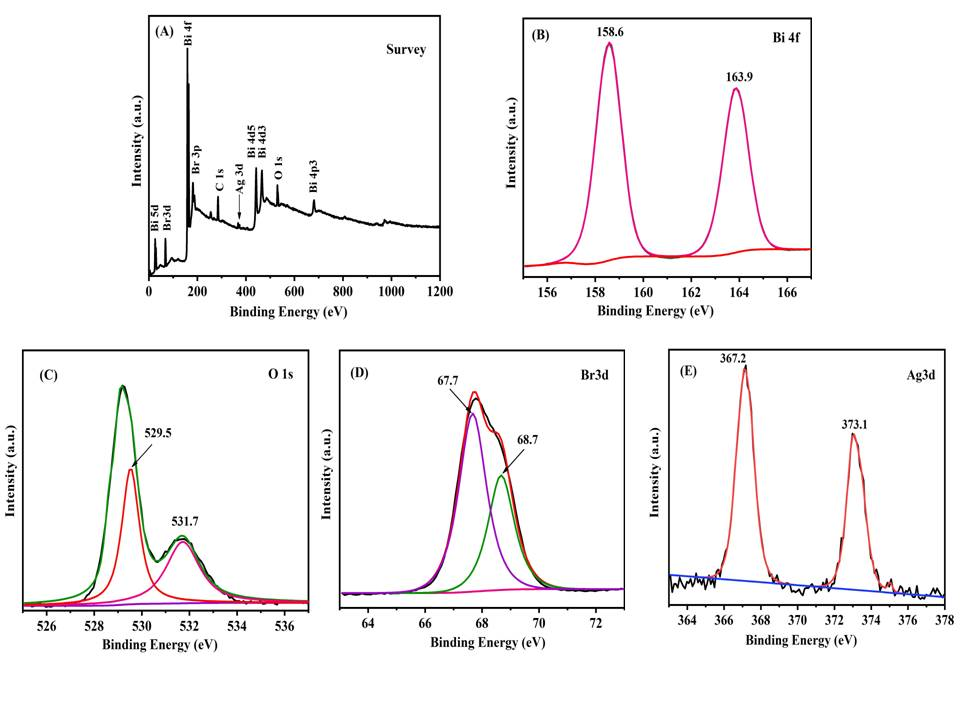 (A)
Survey
Bi 5d
Br3d
Bi 4f
Br 3p
C 1s
Ag 3d
Bi 4d5
Bi 4d3
O 1s
Bi 4p3
Intensity (a.u.)
0 200 400 600 800 1000 1200
Binding Energy (eV)
(B)
Bi 4f
158.6
163.9
Intensity (a.u.)
156 158 160 162 164 166
Binding Energy (eV)
(C)
O 1s
529.5
531.7
Intensity (a.u.)
526 528 530 532 534 536
Binding Energy (eV)
(D)
Br3d
67.7
68.7
Intensity (a.u.)
64 66 68 70 72
Binding Energy (eV)
(E)
Ag3d
367.2
373.1
Intensity (a.u.)
364 366 368 370 372 374 376 378
Binding Energy (eV)